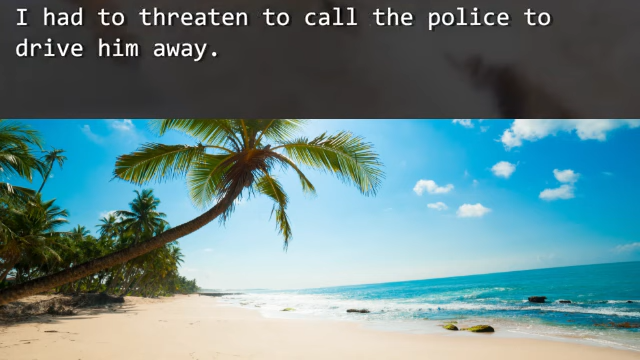 I had to threaten to call the police to
drive him away.